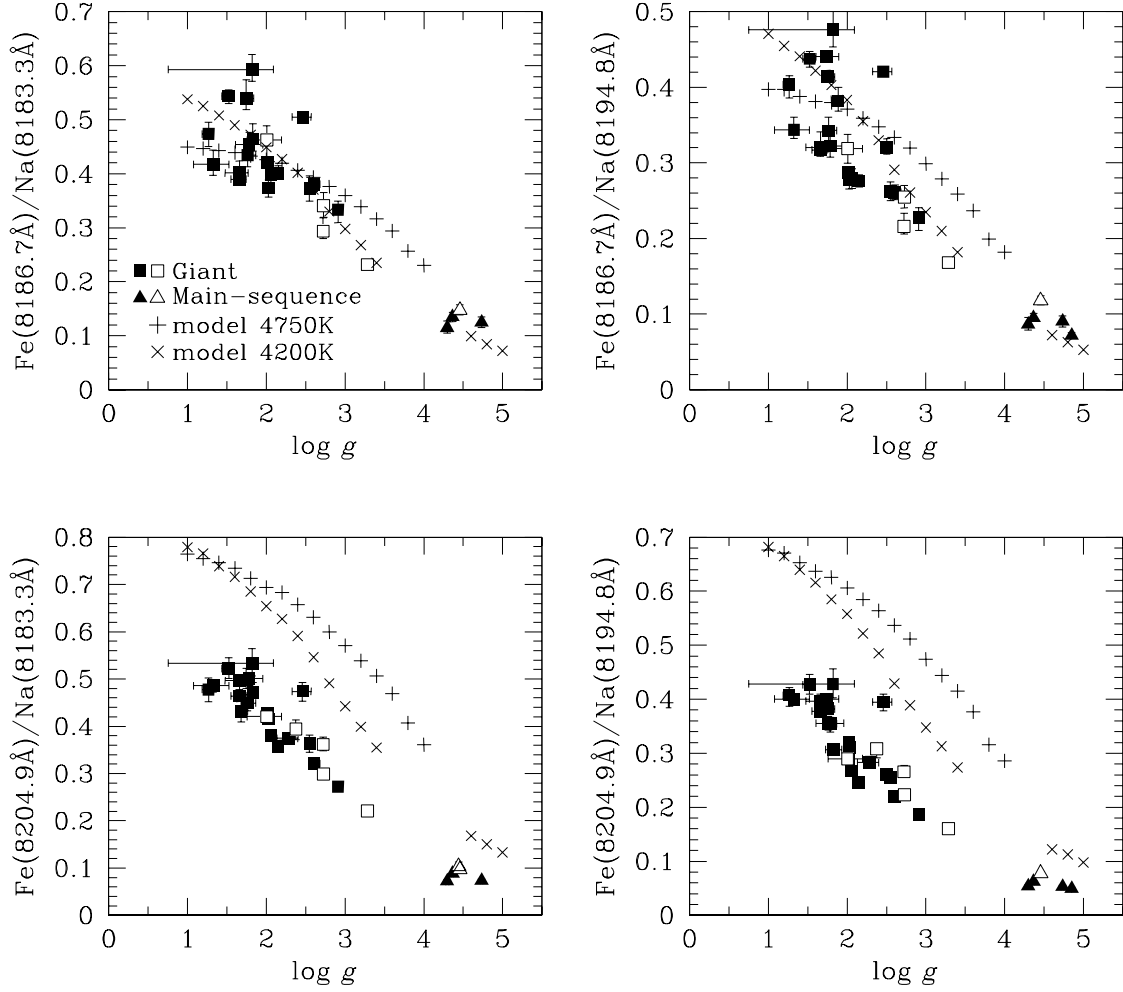 0.7
0.6
0.5
0.4
0.3
0.2
0.1
0
Fe(8186.7Å)/Na(8183.3Å)
Giant
Main-sequence
model 4750K
model 4200K
0 1 2 3 4 5
log g
0.5
0.4
0.3
0.2
0.1
0
Fe(8186.7Å)/Na(8194.8Å)
0 1 2 3 4 5
log g
0.8
0.7
0.6
0.5
0.4
0.3
0.2
0.1
0
Fe(8204.9Å)/Na(8183.3Å)
0 1 2 3 4 5
log g
0.7
0.6
0.5
0.4
0.3
0.2
0.1
0
Fe(8204.9Å)/Na(8194.8Å)
0 1 2 3 4 5
log g